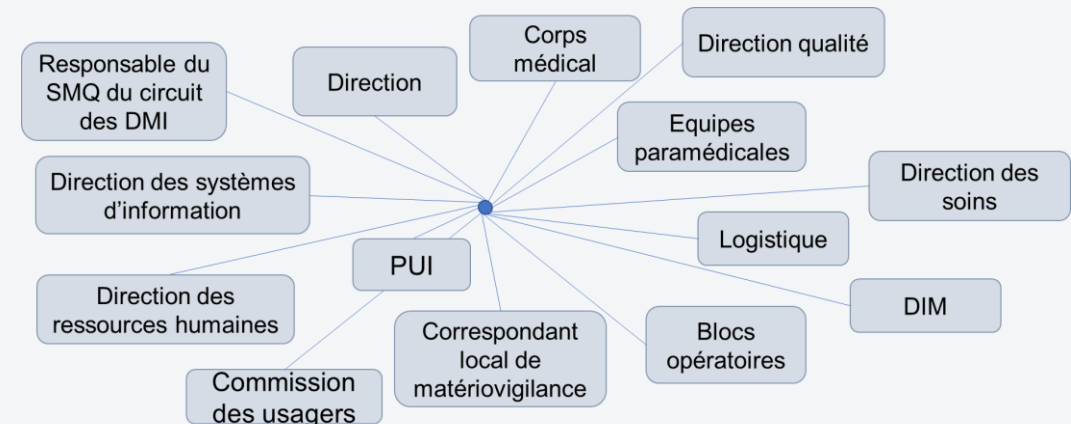 Corps
médical
Direction qualité
Responsable du
SMQ du circuit
des DMI
Direction
Equipes
paramédicales
Direction des systèmes
d’information
Direction des
soins
Logistique
PUI
Direction des
ressources humaines
DIM
Correspondant
local de
matériovigilance
Blocs
opératoires
Commission
des usagers